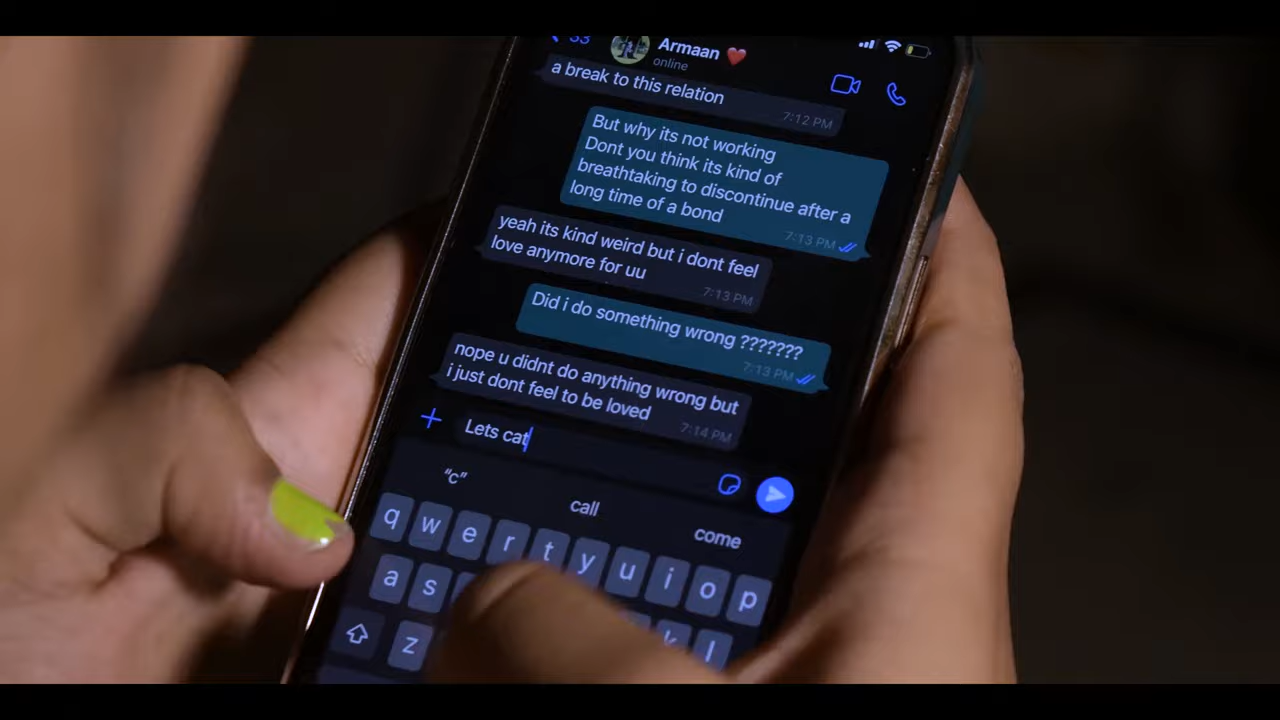 33
Armaan ❤️
online
a break to this relation
7:12 PM
But why its not working
Dont you think its kind of
breathtaking to discontinue after a
long time of a bond
7:13 PM
yeah its kind weird but i dont feel
love anymore for uu
7:13 PM
Did i do something wrong ???????
7:13 PM
nope u didnt do anything wrong but
i just dont feel to be loved
7:14 PM
Lets cat
"c" call come
q w e r t y u i o p
a s k l
z